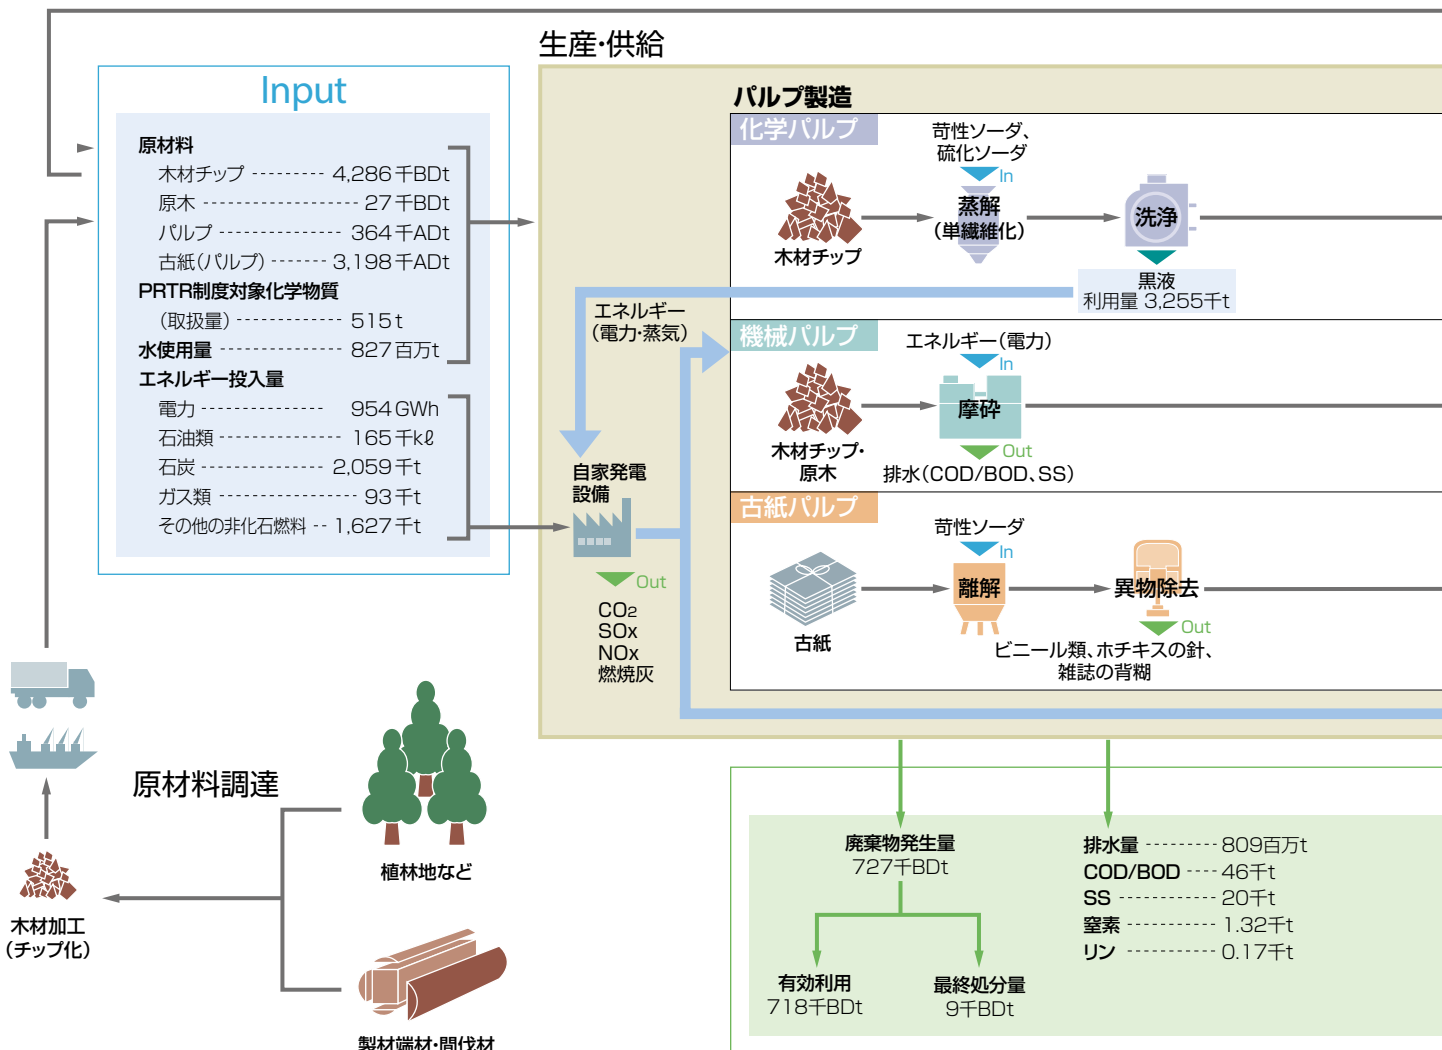 生産・供給
Input
原材料
木材チップ --------- 4,286千BDt
原木 --------------- 27千BDt
パルプ ------------- 364千ADt
古紙(パルプ) ------- 3,198千ADt
PRTR制度対象化学物質
(取扱量) ------------- 515t
水使用量 -------------- 827百万t
エネルギー投入量
電力 ---------------- 954GWh
石油類 -------------- 165千kℓ
石炭 --------------- 2,059千t
ガス類 --------------- 93千t
その他の非化石燃料 -- 1,627千t
パルプ製造
化学パルプ
苛性ソーダ、
硫化ソーダ
In
木材チップ
蒸解
(単繊維化)
洗浄
黒液
利用量 3,255千t
エネルギー
(電力・蒸気)
機械パルプ
エネルギー(電力)
In
木材チップ・
原木
摩砕
Out
排水(COD/BOD、SS)
古紙パルプ
苛性ソーダ
In
古紙
離解
異物除去
Out
ビニール類、ホチキスの針、
雑誌の背糊
自家発電
設備
Out
CO2
SOx
NOx
燃焼灰
原材料調達
植林地など
木材加工
(チップ化)
製材端材・間伐材
廃棄物発生量
727千BDt
有効利用
718千BDt
最終処分量
9千BDt
排水量 --------- 809百万t
COD/BOD ---- 46千t
SS ------------ 20千t
窒素 ----------- 1.32千t
リン ----------- 0.17千t